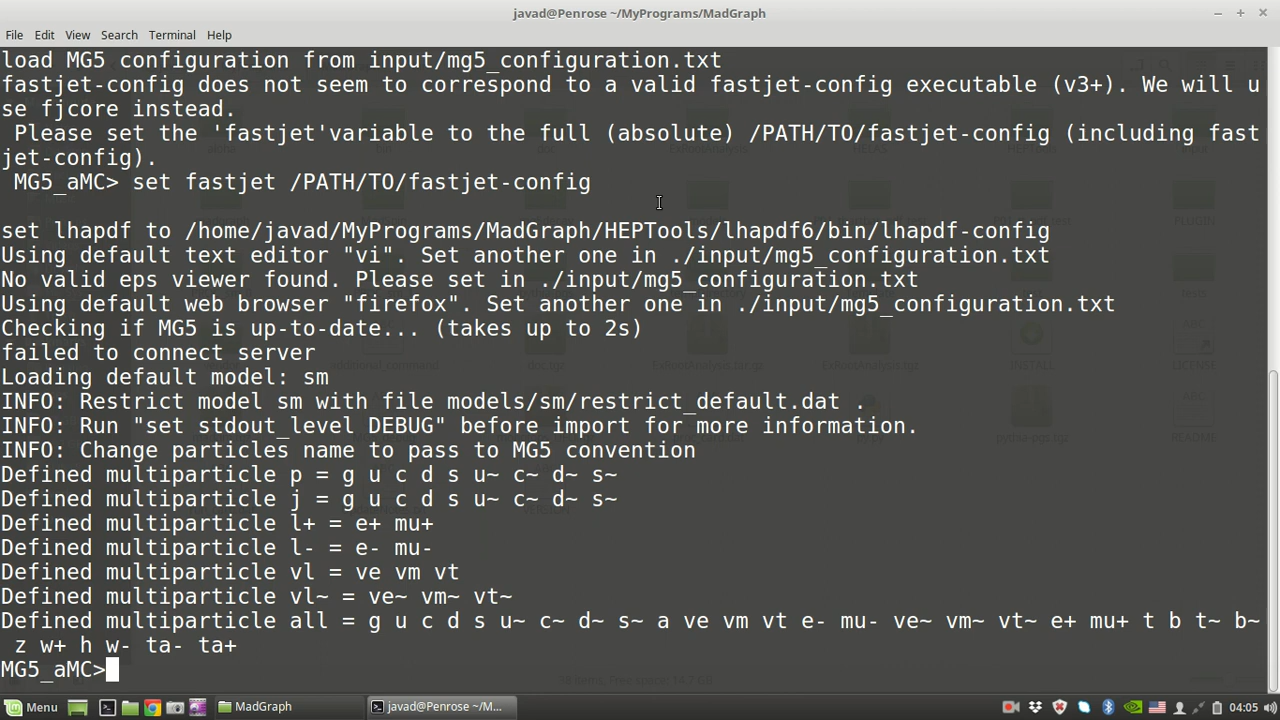 javad@Penrose ~/MyPrograms/MadGraph
File Edit View Search Terminal Help
load MG5 configuration from input/mg5_configuration.txt
fastjet-config does not seem to correspond to a valid fastjet-config executable (v3+). We will u
se fjcore instead.
 Please set the 'fastjet'variable to the full (absolute) /PATH/TO/fastjet-config (including fast
jet-config).
 MG5_aMC> set fastjet /PATH/TO/fastjet-config
set lhapdf to /home/javad/MyPrograms/MadGraph/HEPTools/lhapdf6/bin/lhapdf-config
Using default text editor "vi". Set another one in ./input/mg5_configuration.txt
No valid eps viewer found. Please set in ./input/mg5_configuration.txt
Using default web browser "firefox". Set another one in ./input/mg5_configuration.txt
Checking if MG5 is up-to-date... (takes up to 2s)
failed to connect server
Loading default model: sm
INFO: Restrict model sm with file models/sm/restrict_default.dat .
INFO: Run "set stdout_level DEBUG" before import for more information.
INFO: Change particles name to pass to MG5 convention
Defined multiparticle p = g u c d s u~ c~ d~ s~
Defined multiparticle j = g u c d s u~ c~ d~ s~
Defined multiparticle l+ = e+ mu+
Defined multiparticle l- = e- mu-
Defined multiparticle vl = ve vm vt
Defined multiparticle vl~ = ve~ vm~ vt~
Defined multiparticle all = g u c d s u~ c~ d~ s~ a ve vm vt e- mu- ve~ vm~ vt~ e+ mu+ t b t~ b~
 z w+ h w- ta- ta+
MG5_aMC>
Menu MadGraph javad@Penrose ~/M... 04:05